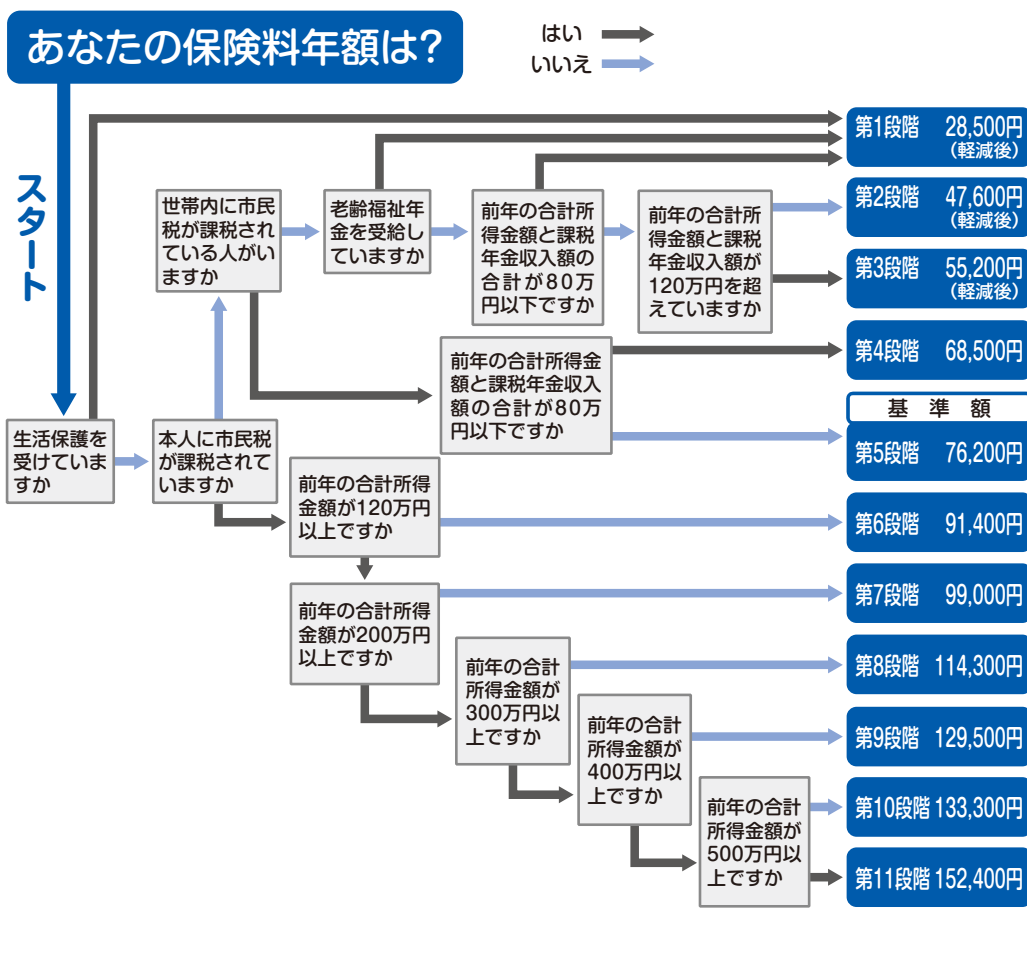 あなたの保険料年額は?
はい
いいえ
スタート
生活保護を
受けていま
すか
本人に市民税
が課税されて
いますか
世帯内に市民
税が課税され
ている人がい
ますか
老齢福祉年
金を受給し
ていますか
前年の合計所
得金額と課税
年金収入額の
合計が80万
円以下ですか
前年の合計所
得金額と課税
年金収入額が
120万円を超
えていますか
前年の合計所得金
額と課税年金収入
額の合計が80万
円以下ですか
前年の合計所得
金額が120万円
以上ですか
前年の合計所得
金額が200万円
以上ですか
前年の合計
所得金額が
300万円以
上ですか
前年の合計
所得金額が
400万円以
上ですか
前年の合計
所得金額が
500万円以
上ですか
第1段階 28,500円
(軽減後)
第2段階 47,600円
(軽減後)
第3段階 55,200円
(軽減後)
第4段階 68,500円
基 準 額
第5段階 76,200円
第6段階 91,400円
第7段階 99,000円
第8段階 114,300円
第9段階 129,500円
第10段階 133,300円
第11段階 152,400円